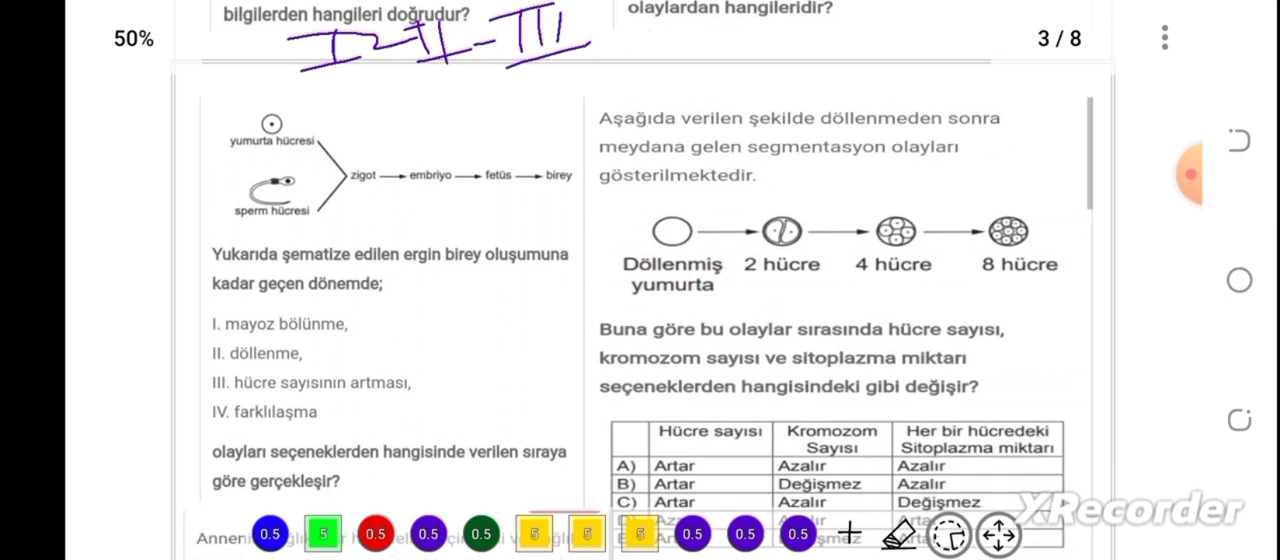 bilgilerden hangileri doğrudur?
olaylardan hangileridir?
I-II-III
50%
3 / 8
yumurta hücresi
sperm hücresi
zigot → embriyo → fetüs → birey
Yukarıda şematize edilen ergin birey oluşumuna
kadar geçen dönemde;
I. mayoz bölünme,
II. döllenme,
III. hücre sayısının artması,
IV. farklılaşma
olayları seçeneklerden hangisinde verilen sıraya
göre gerçekleşir?
Aşağıda verilen şekilde döllenmeden sonra
meydana gelen segmentasyon olayları
gösterilmektedir.
Döllenmiş 2 hücre 4 hücre 8 hücre
yumurta
Buna göre bu olaylar sırasında hücre sayısı,
kromozom sayısı ve sitoplazma miktarı
seçeneklerden hangisindeki gibi değişir?
Hücre sayısı Kromozom Her bir hücredeki
Sayısı Sitoplazma miktarı
A) Artar Azalır Azalır
B) Artar Değişmez Azalır
C) Artar Azalır Değişmez
XRecorder
0.5 5 0.5 0.5 0.5 5 5 5 0.5 0.5 0.5